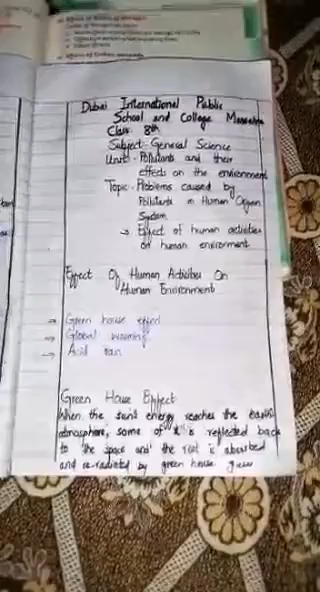 Dubai International Public
School and College Mansehra
Class 8th
Subject - General Science
Unit - Pollutants and their
effects on the environment
Topic - Problems caused by
Pollutants in Human Organ
System
→ Effect of human activities
on human environment
Effect Of Human Activities On
Human Environment
→ Green house effect
→ Global warming
→ Acid rain
Green House Effect
When the sun's energy reaches the earth's
atmosphere, some of it is reflected back
to the space and the rest is absorbed
and re-radiated by green house gases